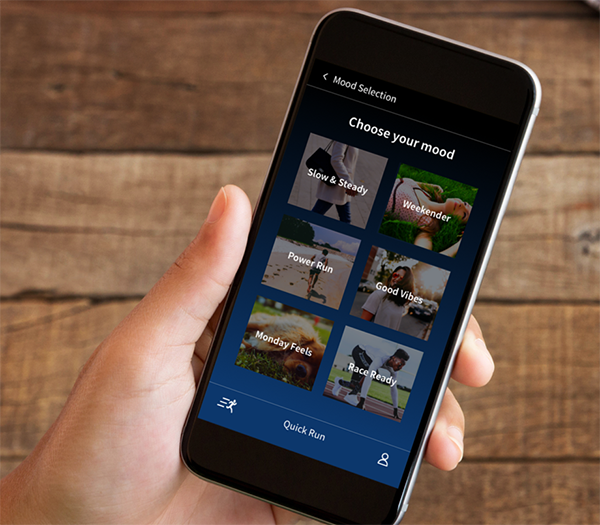 Mood Selection
Choose your mood
Slow & Steady
Weekender
Power Run
Good Vibes
Monday Feels
Race Ready
Quick Run